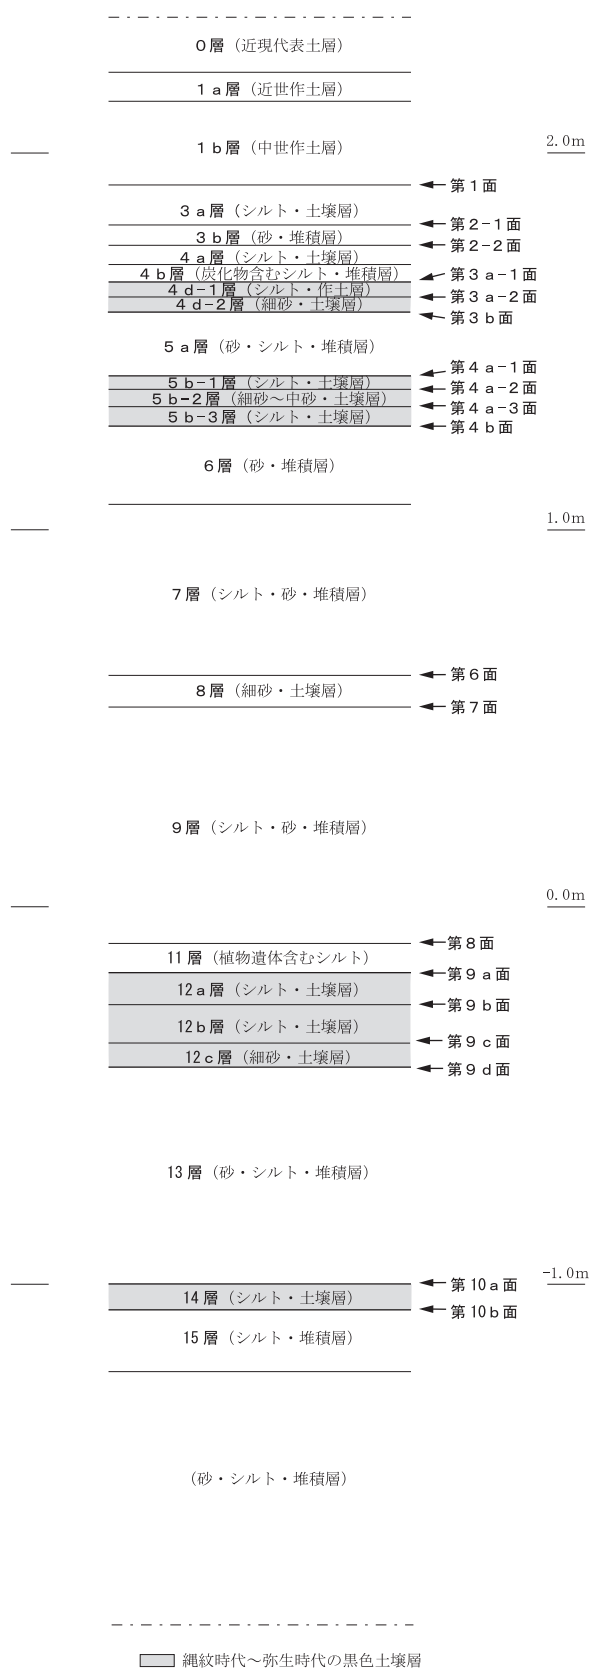 0層（近現代表土層）
1a層（近世作土層）
2.0m
1b層（中世作土層）
第1面
3a層（シルト・土壌層）
第2-1面
3b層（砂・堆積層）
第2-2面
4a層（シルト・土壌層）
4b層（炭化物含むシルト・堆積層）
第3a-1面
4d-1層（シルト・作土層）
第3a-2面
4d-2層（細砂・土壌層）
第3b面
5a層（砂・シルト・堆積層）
第4a-1面
5b-1層（シルト・土壌層）
第4a-2面
5b-2層（細砂～中砂・土壌層）
第4a-3面
5b-3層（シルト・土壌層）
第4b面
6層（砂・堆積層）
1.0m
7層（シルト・砂・堆積層）
第6面
8層（細砂・土壌層）
第7面
9層（シルト・砂・堆積層）
0.0m
第8面
11層（植物遺体含むシルト）
第9a面
12a層（シルト・土壌層）
第9b面
12b層（シルト・土壌層）
第9c面
12c層（細砂・土壌層）
第9d面
13層（砂・シルト・堆積層）
-1.0m
第10a面
14層（シルト・土壌層）
第10b面
15層（シルト・堆積層）
（砂・シルト・堆積層）
縄紋時代～弥生時代の黒色土壌層